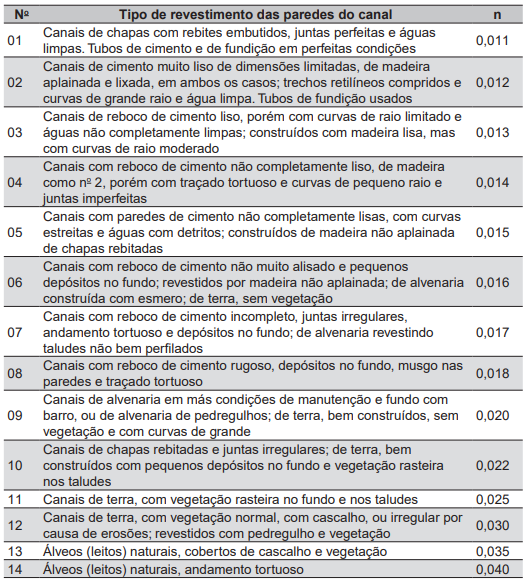 Nº Tipo de revestimento das paredes do canal n
01 Canais de chapas com rebites embutidos, juntas perfeitas e águas
limpas. Tubos de cimento e de fundição em perfeitas condições 0,011
02 Canais de cimento muito liso de dimensões limitadas, de madeira
aplainada e lixada, em ambos os casos; trechos retilíneos compridos e
curvas de grande raio e água limpa. Tubos de fundição usados 0,012
03 Canais de reboco de cimento liso, porém com curvas de raio limitado e
águas não completamente limpas; construídos com madeira lisa, mas
com curvas de raio moderado 0,013
04 Canais com reboco de cimento não completamente liso, de madeira
como nº 2, porém com traçado tortuoso e curvas de pequeno raio e
juntas imperfeitas 0,014
05 Canais com paredes de cimento não completamente lisas, com curvas
estreitas e águas com detritos; construídos de madeira não aplainada
de chapas rebitadas 0,015
06 Canais com reboco de cimento não muito alisado e pequenos
depósitos no fundo; revestidos por madeira não aplainada; de alvenaria
construída com esmero; de terra, sem vegetação 0,016
07 Canais com reboco de cimento incompleto, juntas irregulares,
andamento tortuoso e depósitos no fundo; de alvenaria revestindo
taludes não bem perfilados 0,017
08 Canais com reboco de cimento rugoso, depósitos no fundo, musgo nas
paredes e traçado tortuoso 0,018
09 Canais de alvenaria em más condições de manutenção e fundo com
barro, ou de alvenaria de pedregulhos; de terra, bem construídos, sem
vegetação e com curvas de grande 0,020
10 Canais de chapas rebitadas e juntas irregulares; de terra, bem
construídos com pequenos depósitos no fundo e vegetação rasteira
nos taludes 0,022
11 Canais de terra, com vegetação rasteira no fundo e nos taludes 0,025
12 Canais de terra, com vegetação normal, com cascalho, ou irregular por
causa de erosões; revestidos com pedregulho e vegetação 0,030
13 Álveos (leitos) naturais, cobertos de cascalho e vegetação 0,035
14 Álveos (leitos) naturais, andamento tortuoso 0,040